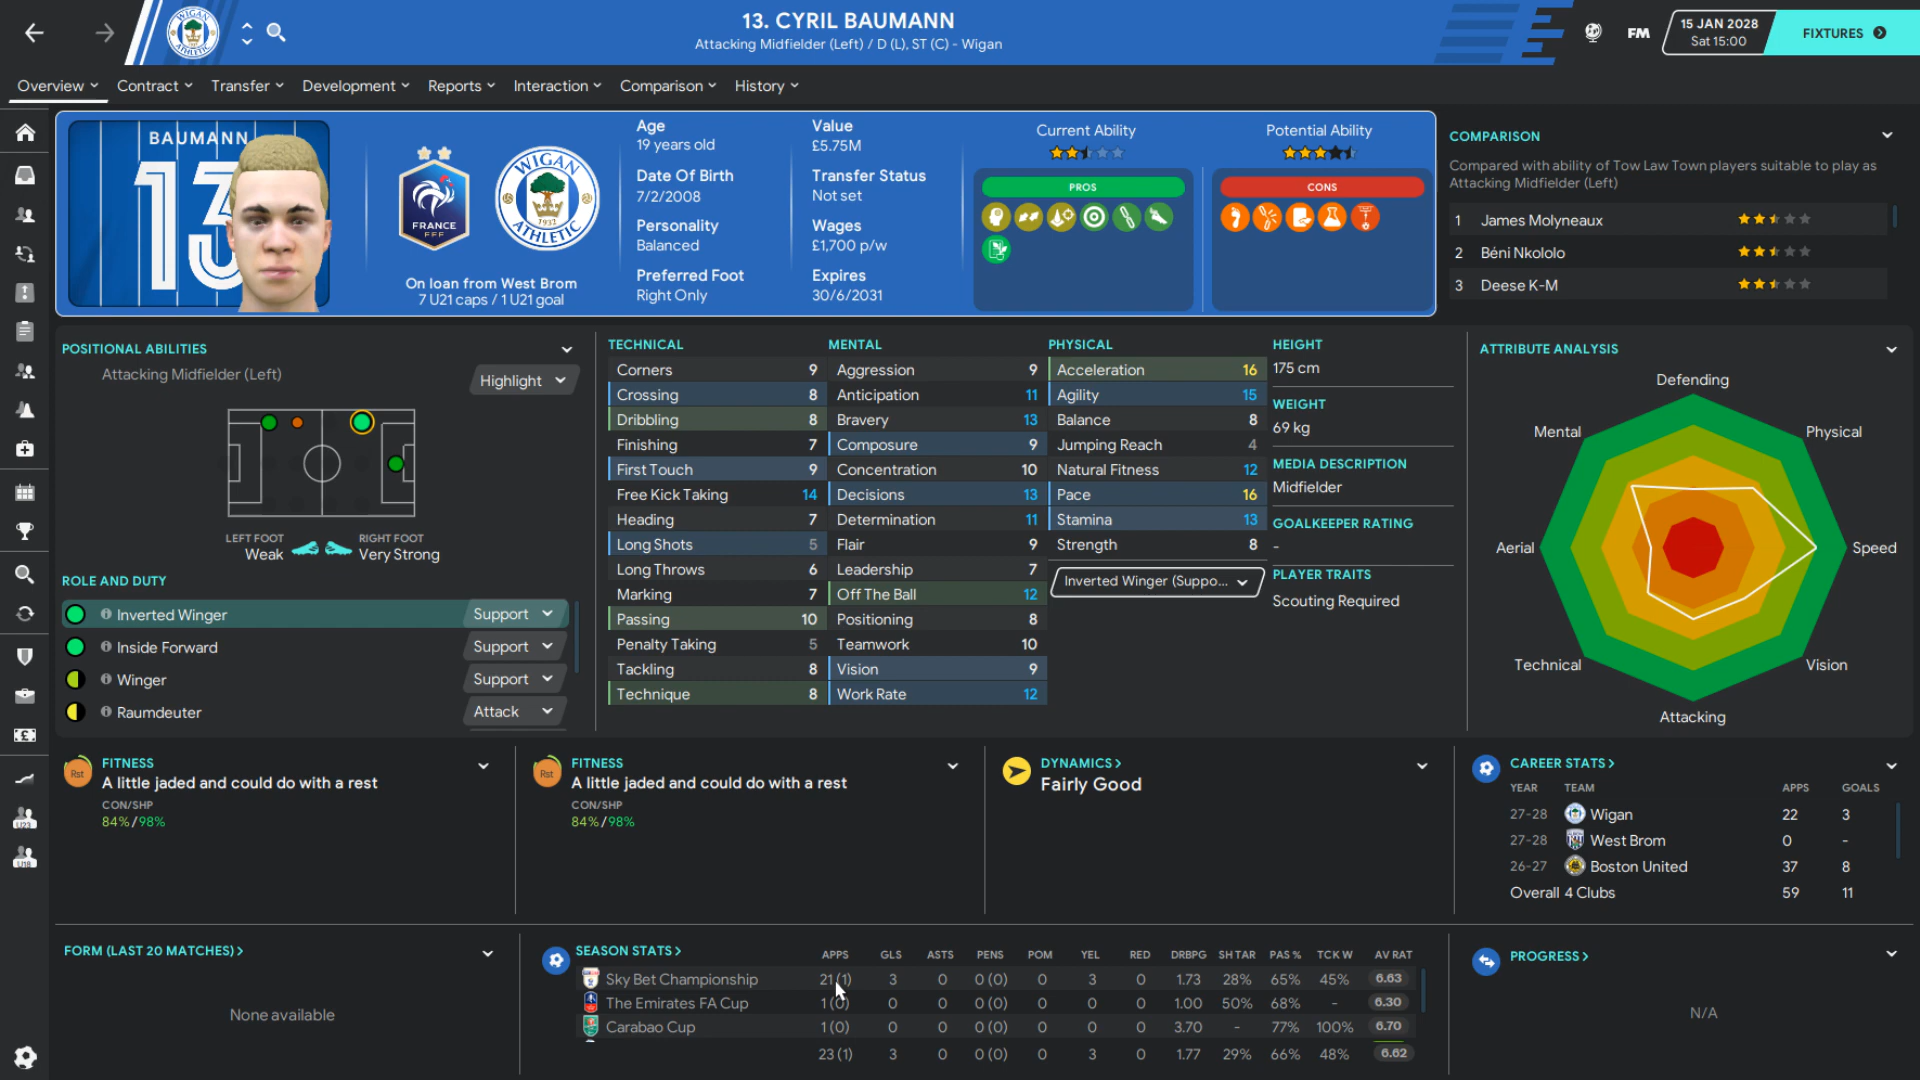 13. CYRIL BAUMANN
Attacking Midfielder (Left) / D (L), ST (C) - Wigan
FM
15 JAN 2028
Sat 15:00
FIXTURES
Overview
Contract
Transfer
Development
Reports
Interaction
Comparison
History
BAUMANN
13
FRANCE
FFF
WIGAN
1932
ATHLETIC
On loan from West Brom
7 U21 caps / 1 U21 goal
Age
19 years old
Date Of Birth
7/2/2008
Personality
Balanced
Preferred Foot
Right Only
Value
£5.75M
Transfer Status
Not set
Wages
£1,700 p/w
Expires
30/6/2031
Current Ability
PROS
Potential Ability
CONS
COMPARISON
Compared with ability of Tow Law Town players suitable to play as
Attacking Midfielder (Left)
1 James Molyneaux
2 Béni Nkololo
3 Deese K-M
POSITIONAL ABILITIES
Attacking Midfielder (Left)
Highlight
LEFT FOOT
Weak
RIGHT FOOT
Very Strong
ROLE AND DUTY
Inverted Winger Support
Inside Forward Support
Winger Support
Raumdeuter Attack
TECHNICAL
Corners 9
Crossing 8
Dribbling 8
Finishing 7
First Touch 9
Free Kick Taking 14
Heading 7
Long Shots 5
Long Throws 6
Marking 7
Passing 10
Penalty Taking 5
Tackling 8
Technique 8
MENTAL
Aggression 9
Anticipation 11
Bravery 13
Composure 9
Concentration 10
Decisions 13
Determination 11
Flair 9
Leadership 7
Off The Ball 12
Positioning 8
Teamwork 10
Vision 9
Work Rate 12
PHYSICAL
Acceleration 16
Agility 15
Balance 8
Jumping Reach 4
Natural Fitness 12
Pace 16
Stamina 13
Strength 8
Inverted Winger (Suppo...
HEIGHT
175 cm
WEIGHT
69 kg
MEDIA DESCRIPTION
Midfielder
GOALKEEPER RATING
-
PLAYER TRAITS
Scouting Required
ATTRIBUTE ANALYSIS
Defending
Mental
Physical
Aerial
Speed
Technical
Vision
Attacking
Rst
FITNESS
A little jaded and could do with a rest
CON/SHP
84%/98%
Rst
FITNESS
A little jaded and could do with a rest
CON/SHP
84%/98%
DYNAMICS>
Fairly Good
CAREER STATS>
YEAR TEAM APPS GOALS
27-28 Wigan 22 3
27-28 West Brom 0 -
26-27 Boston United 37 8
Overall 4 Clubs 59 11
FORM (LAST 20 MATCHES)>
None available
SEASON STATS>
APPS GLS ASTS PENS POM YEL RED DRBPG SH TAR PAS % TCK W AV RAT
Sky Bet Championship 21(1) 3 0 0 (0) 0 3 0 1.73 28% 65% 45% 6.63
The Emirates FA Cup 1(0) 0 0 0 (0) 0 0 0 1.00 50% 68% - 6.30
Carabao Cup 1(0) 0 0 0 (0) 0 0 0 3.70 - 77% 100% 6.70
23(1) 3 0 0 (0) 0 3 0 1.77 29% 66% 48% 6.62
PROGRESS>
N/A
U23
U18